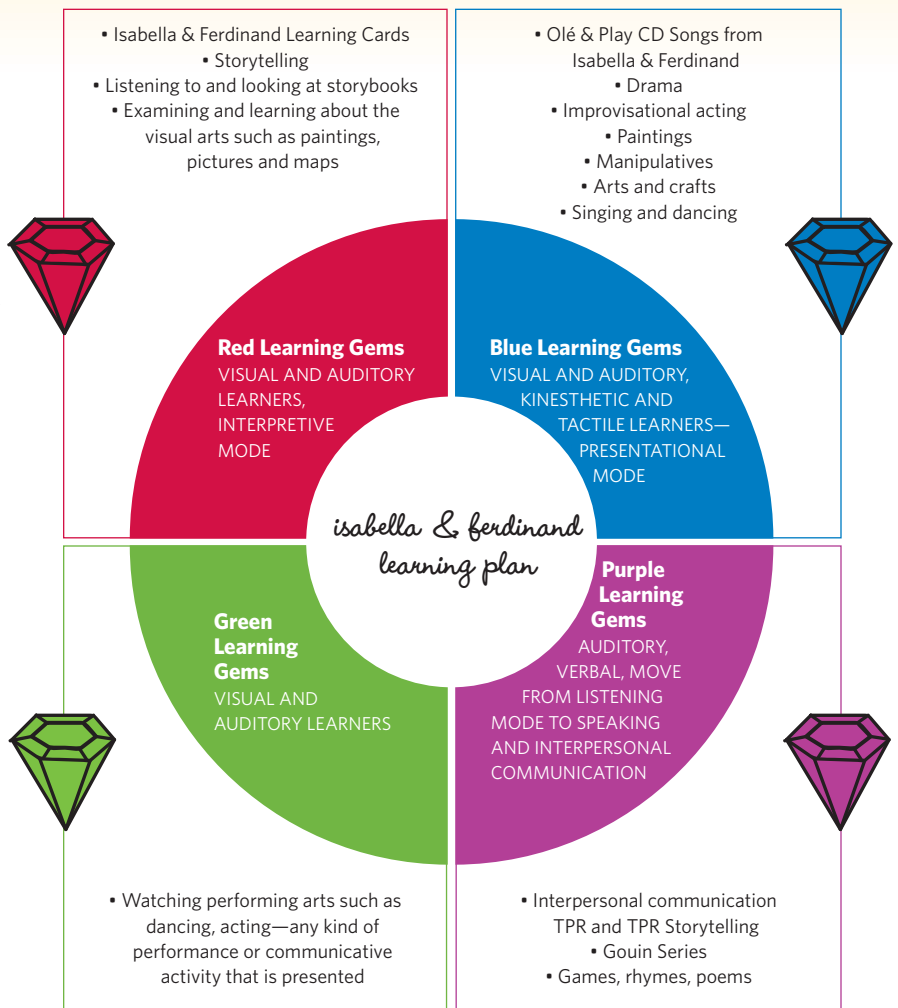 • Isabella & Ferdinand Learning Cards
• Storytelling
• Listening to and looking at storybooks
• Examining and learning about the
visual arts such as paintings,
pictures and maps
• Olé & Play CD Songs from
Isabella & Ferdinand
• Drama
• Improvisational acting
• Paintings
• Manipulatives
• Arts and crafts
• Singing and dancing
Red Learning Gems
VISUAL AND AUDITORY
LEARNERS,
INTERPRETIVE
MODE
Blue Learning Gems
VISUAL AND AUDITORY,
KINESTHETIC AND
TACTILE LEARNERS—
PRESENTATIONAL
MODE
isabella & ferdinand
learning plan
Green
Learning
Gems
VISUAL AND
AUDITORY LEARNERS
Purple
Learning
Gems
AUDITORY,
VERBAL, MOVE
FROM LISTENING
MODE TO SPEAKING
AND INTERPERSONAL
COMMUNICATION
• Watching performing arts such as
dancing, acting—any kind of
performance or communicative
activity that is presented
• Interpersonal communication
TPR and TPR Storytelling
• Gouin Series
• Games, rhymes, poems